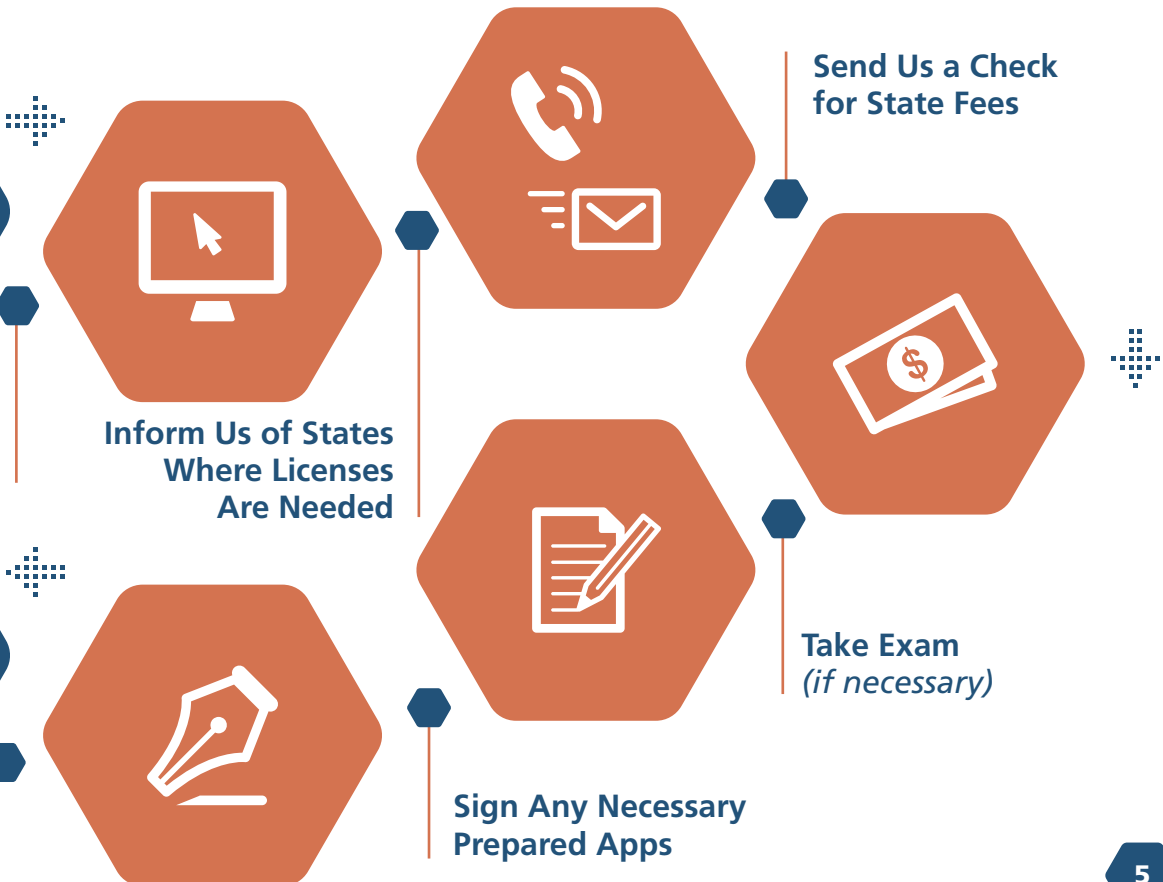 Send Us a Check
for State Fees
Inform Us of States
Where Licenses
Are Needed
$
Take Exam
(if necessary)
Sign Any Necessary
Prepared Apps
5